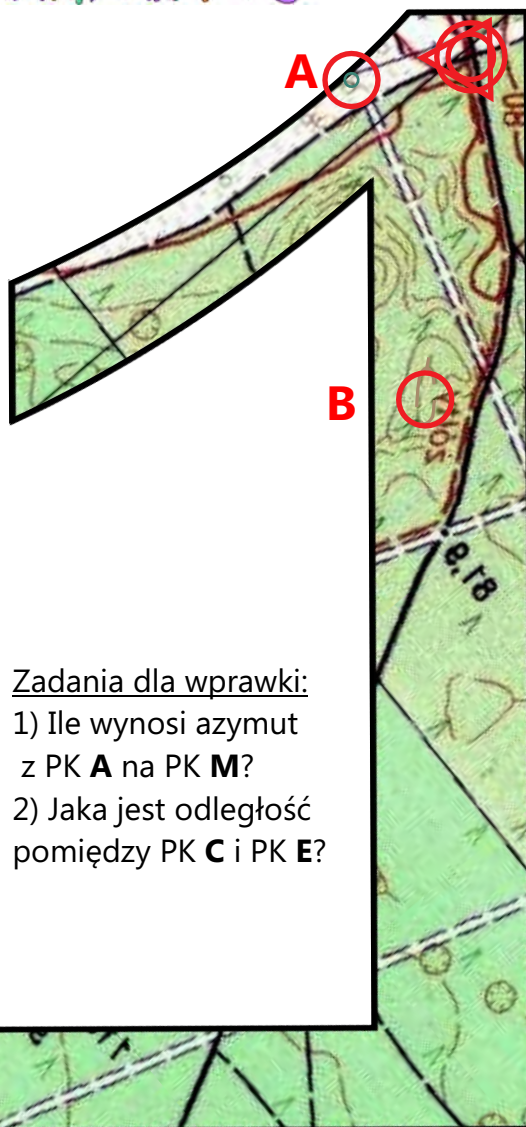 A
B
Zadania dla wprawki:
1) Ile wynosi azymut
z PK A na PK M?
2) Jaka jest odległość
pomiędzy PK C i PK E?